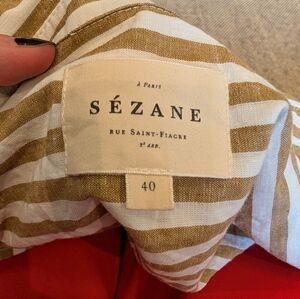 À PARIS
SÉZANE
RUE SAINT-FIACRE
2ᵉ ARR.
40